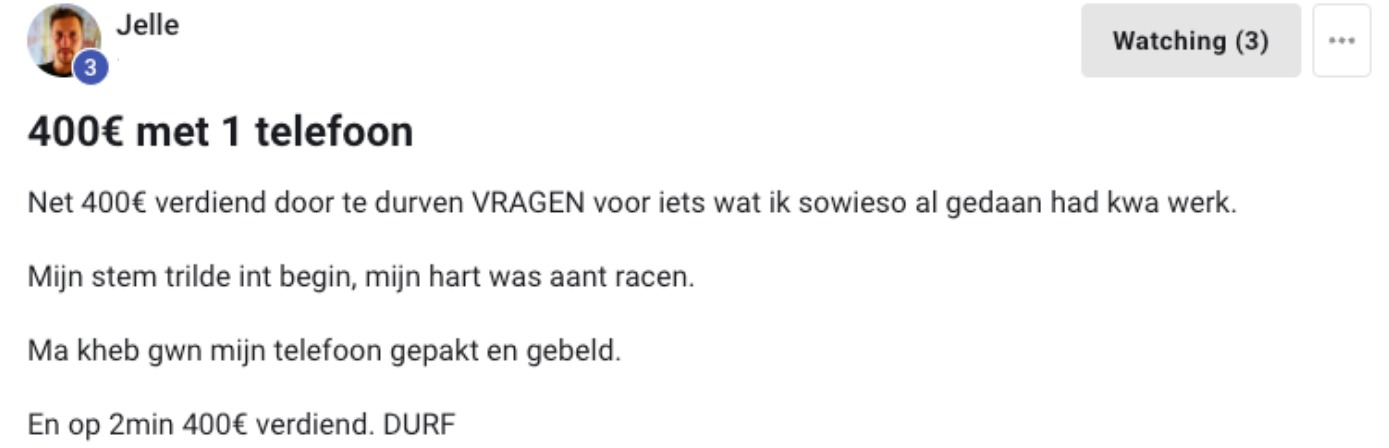 Jelle
3
Watching (3)
400€ met 1 telefoon
Net 400€ verdiend door te durven VRAGEN voor iets wat ik sowieso al gedaan had kwa werk.
Mijn stem trilde int begin, mijn hart was aant racen.
Ma kheb gwn mijn telefoon gepakt en gebeld.
En op 2min 400€ verdiend. DURF